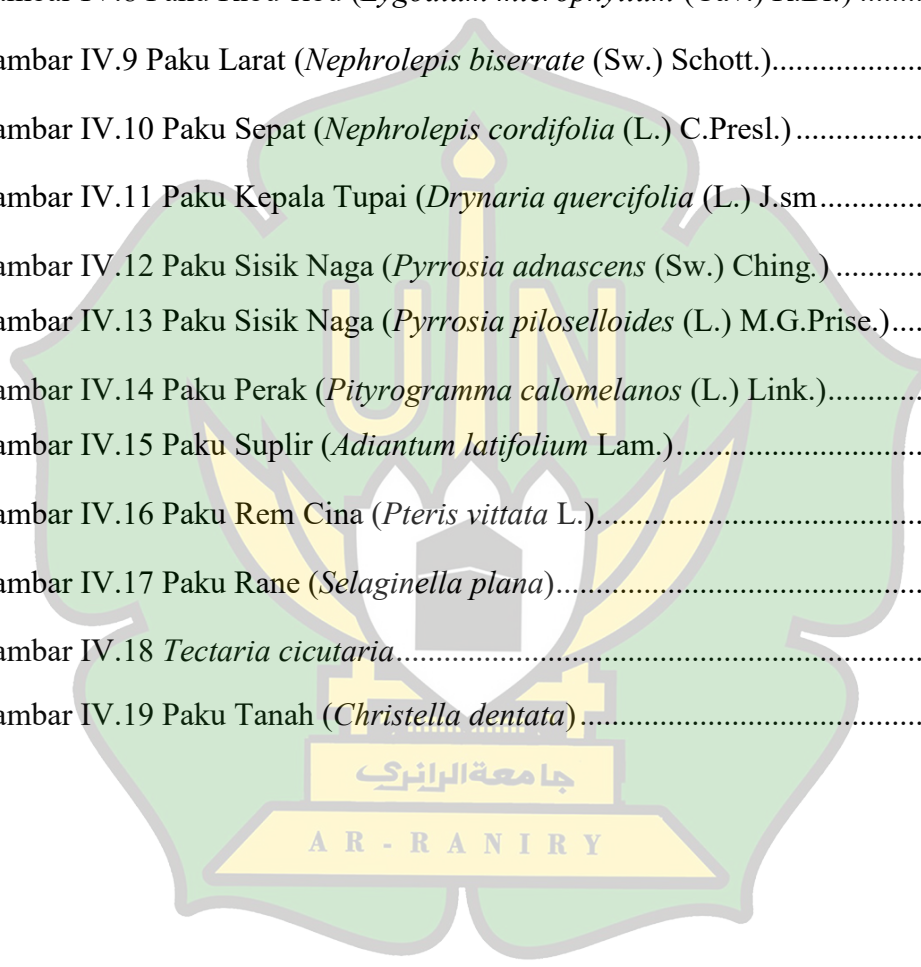 ambar IV.9 Paku Larat (Nephrolepis biserrate (Sw.) Schott.)....................
ambar IV.10 Paku Sepat (Nephrolepis cordifolia (L.) C.Presl.)................
ambar IV.11 Paku Kepala Tupai (Drynaria quercifolia (L.) J.sm.............
ambar IV.12 Paku Sisik Naga (Pyrrosia adnascens (Sw.) Ching.)...........
ambar IV.13 Paku Sisik Naga (Pyrrosia piloselloides (L.) M.G.Prise.)....
ambar IV.14 Paku Perak (Pityrogramma calomelanos (L.) Link.)............
ambar IV.15 Paku Suplir (Adiantum latifolium Lam.)................................
ambar IV.16 Paku Rem Cina (Pteris vittata L.)..........................................
ambar IV.17 Paku Rane (Selaginella plana)...............................................
ambar IV.18 Tectaria cicutaria....................................................................
ambar IV.19 Paku Tanah (Christella dentata)............................................
UIN
جامعةالرانري
AR-RANIRY